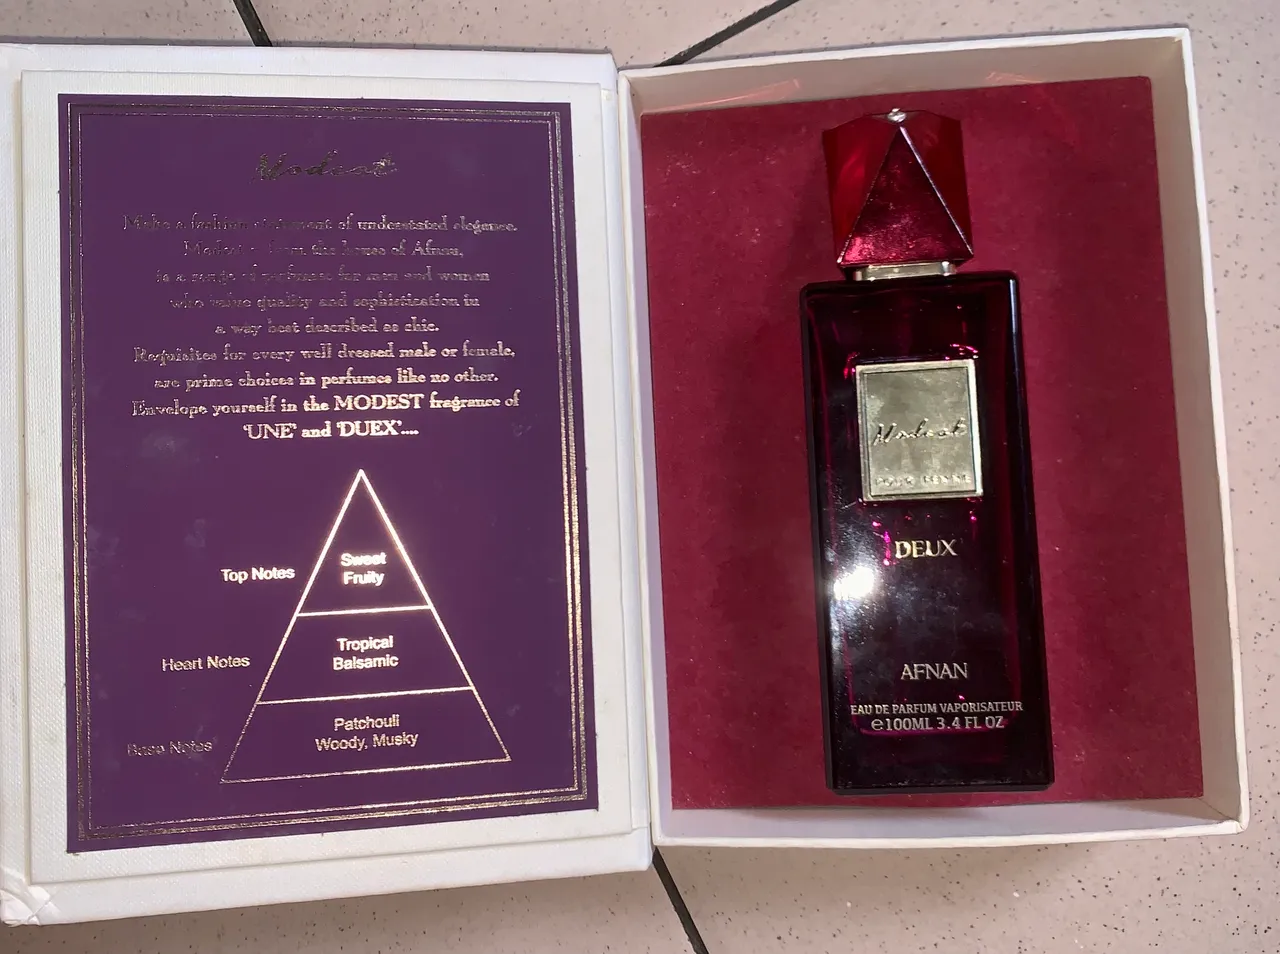 Modest
Make a fashion statement of understated elegance.
Modest - from the house of Afnan,
is a range of perfumes for men and women
who value quality and sophistication in
a way best described as chic.
Requisites for every well dressed male or female,
are prime choices in perfumes like no other.
Envelope yourself in the MODEST fragrance of
'UNE' and 'DUEX'....
Top Notes
Sweet
Fruity
Heart Notes
Tropical
Balsamic
Base Notes
Patchouli
Woody, Musky
Modest
POUR FEMME
DEUX
AFNAN
EAU DE PARFUM VAPORISATEUR
℮100ML 3.4 FL OZ